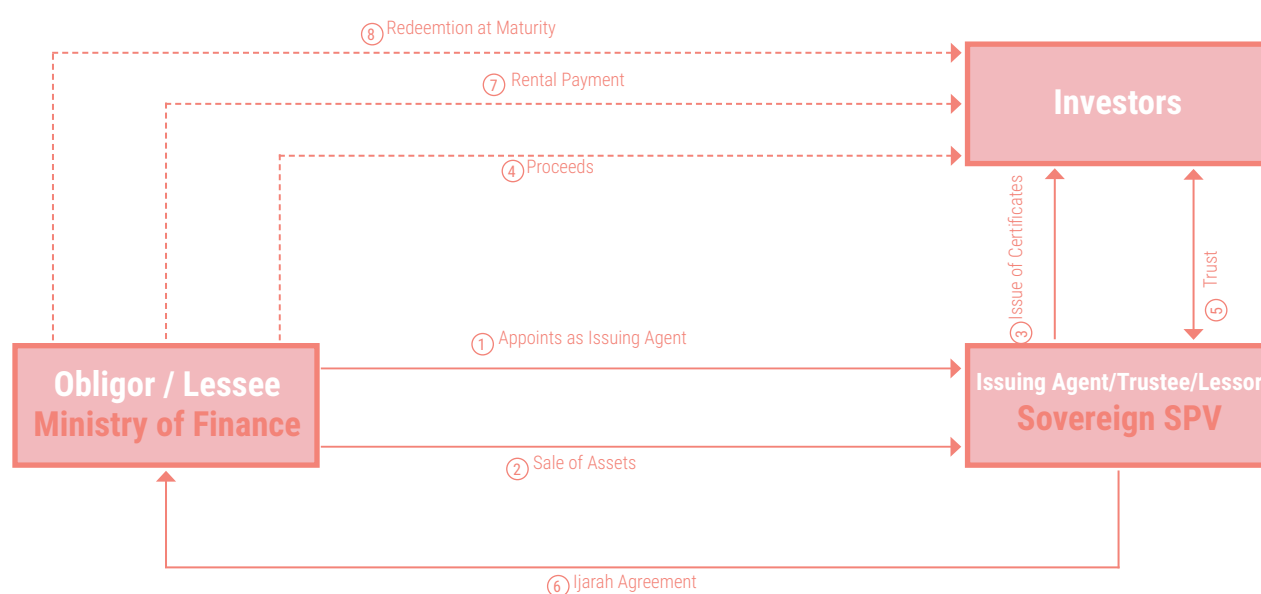 ⑧ Redeemtion at Maturity
⑦ Rental Payment
Investors
④ Proceeds
③ Issue of Certificates
⑤ Trust
① Appoints as Issuing Agent
Obligor / Lessee
Ministry of Finance
Issuing Agent/Trustee/Lessor
Sovereign SPV
② Sale of Assets
⑥ Ijarah Agreement